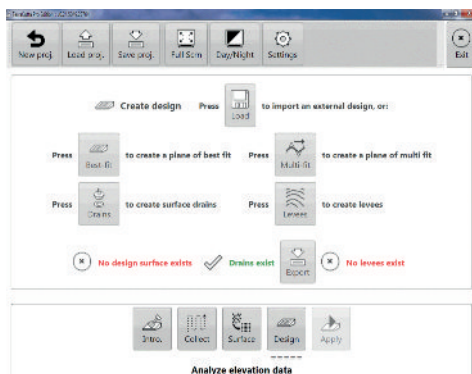 New proj. Load proj. Save proj. Full Scrn Day/Night Settings Exit
Create design Press Load to import an external design, or:
Press Best-fit to create a plane of best fit Press Multi-fit to create a plane of multi fit
Press Drains to create surface drains Press Levees to create levees
No design surface exists Drains exist Export No levees exist
Intro. Collect Surface Design Apply
Analyze elevation data